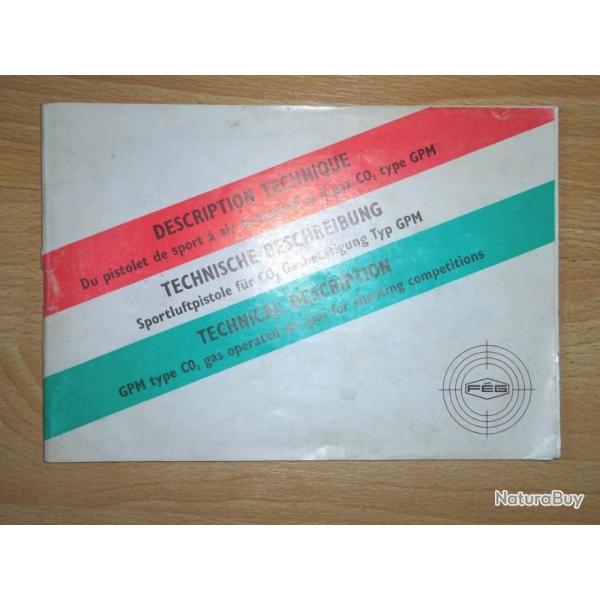 DESCRIPTION TECHNIQUE
Du pistolet de sport à air comprimé et à gaz CO₂ type GPM
TECHNISCHE BESCHREIBUNG
Sportluftpistole für CO₂ Gasbetätigung Typ GPM
TECHNICAL DESCRIPTION
GPM type CO₂ gas operated air gun for shooting competitions
FÉG
NaturaBuy